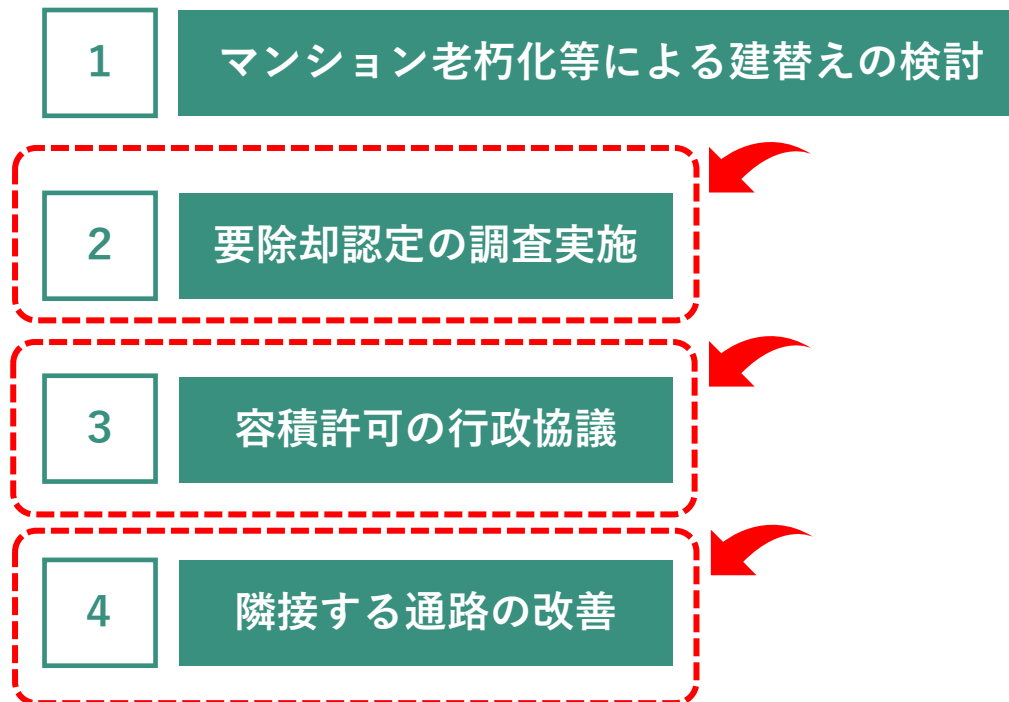 1
マンション老朽化等による建替えの検討
2
要除却認定の調査実施
3
容積許可の行政協議
4
隣接する通路の改善